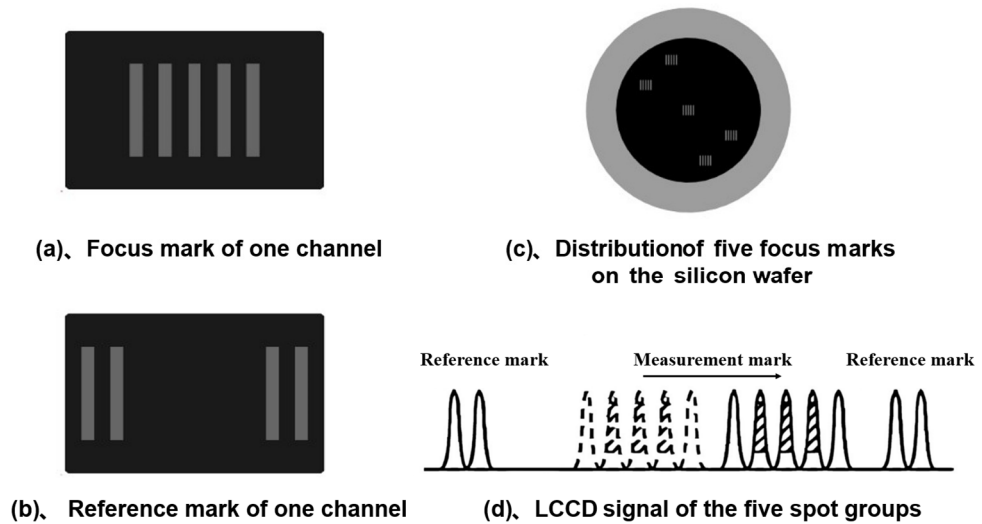 (a)、Focus mark of one channel
(c)、Distributionof five focus marks
on the silicon wafer
Reference mark
Measurement mark
Reference mark
(b)、 Reference mark of one channel
(d)、LCCD signal of the five spot groups